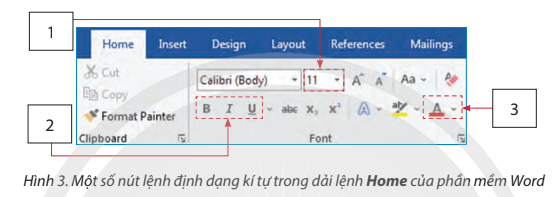 1
Home Insert Design Layout References Mailings
Cut
Copy
Format Painter
Clipboard
Calibri (Body) 11 A A Aa
B I U abc X₂ X² A aby A
Font
2
3
Hình 3. Một số nút lệnh định dạng kí tự trong dải lệnh Home của phần mềm Word